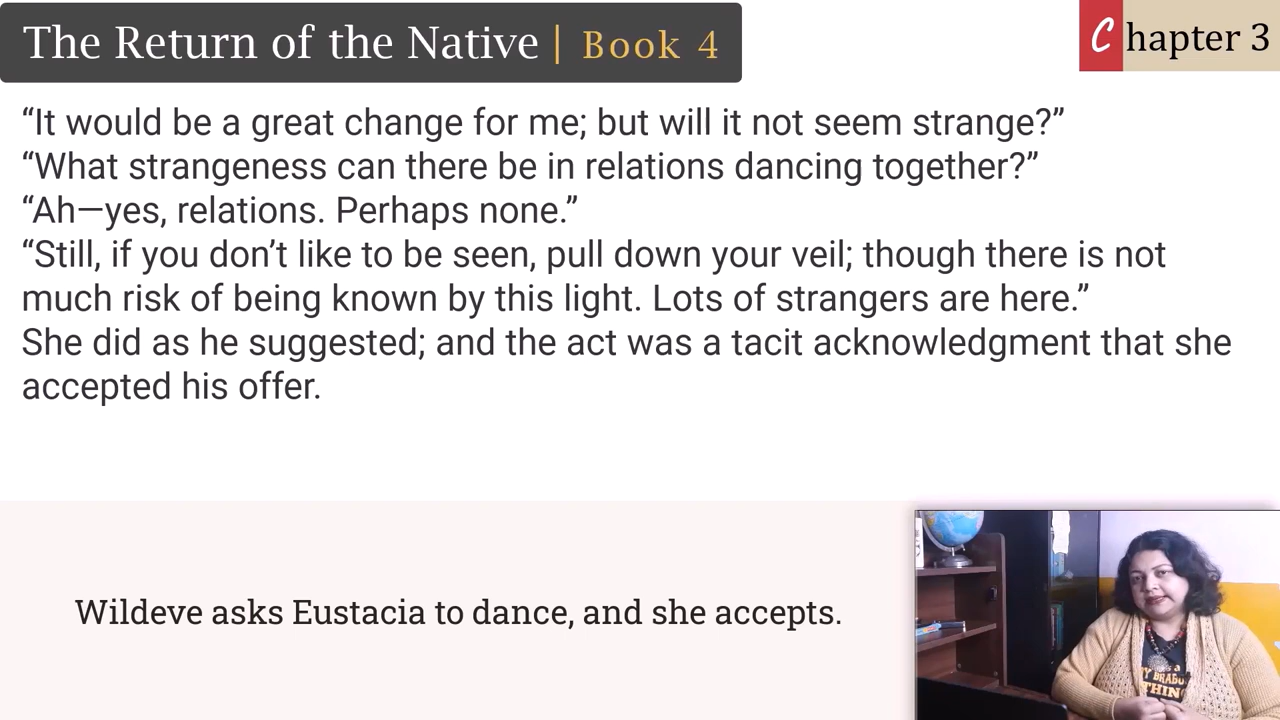 The Return of the Native | Book 4
Chapter 3
“It would be a great change for me; but will it not seem strange?”
“What strangeness can there be in relations dancing together?”
“Ah—yes, relations. Perhaps none.”
“Still, if you don’t like to be seen, pull down your veil; though there is not
much risk of being known by this light. Lots of strangers are here.”
She did as he suggested; and the act was a tacit acknowledgment that she
accepted his offer.
Wildeve asks Eustacia to dance, and she accepts.
THIN